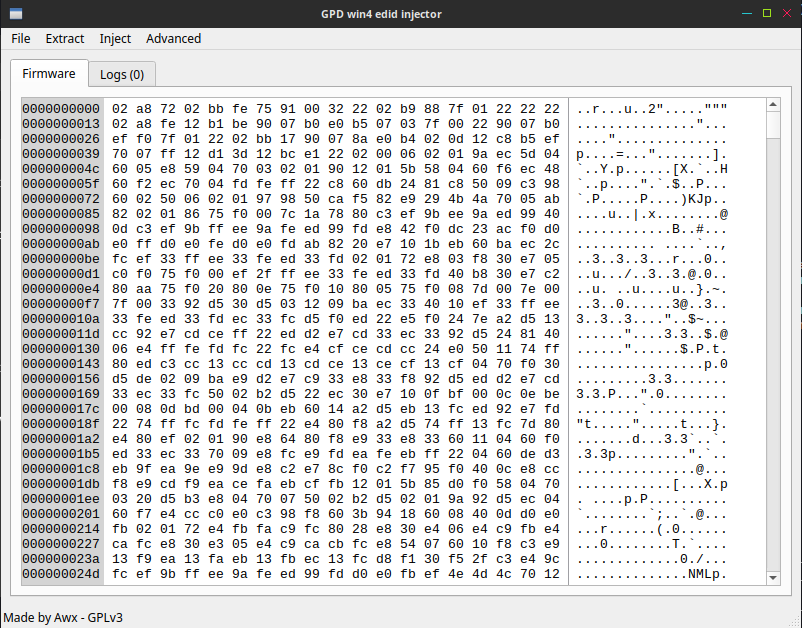 GPD win4 edid injector
File Extract Inject Advanced
Firmware Logs (0)
0000000000 02 a8 72 02 bb fe 75 91 00 32 22 02 b9 88 7f 01 22 22 22 ..r...u..2"....."""
0000000013 02 a8 fe 12 b1 be 90 07 b0 e0 b5 07 03 7f 00 22 90 07 b0 ..............."...
0000000026 ef f0 7f 01 22 02 bb 17 90 07 8a e0 b4 02 0d 12 c8 b5 ef ...."..............
0000000039 70 07 ff 12 d1 3d 12 bc e1 22 02 00 06 02 01 9a ec 5d 04 p....=...".......].
000000004c 60 05 e8 59 04 70 03 02 01 90 12 01 5b 58 04 60 f6 ec 48 `..Y.p......[X.`..H
000000005f 60 f2 ec 70 04 fd fe ff 22 c8 60 db 24 81 c8 50 09 c3 98 `..p....".`.$..P...
0000000072 60 02 50 06 02 01 97 98 50 ca f5 82 e9 29 4b 4a 70 05 ab `.P.....P....)KJp..
0000000085 82 02 01 86 75 f0 00 7c 1a 78 80 c3 ef 9b ee 9a ed 99 40 ....u..|.x........@
0000000098 0d c3 ef 9b ff ee 9a fe ed 99 fd e8 42 f0 dc 23 ac f0 d0 ............B..#...
00000000ab e0 ff d0 e0 fe d0 e0 fd ab 82 20 e7 10 1b eb 60 ba ec 2c .......... ....`..,
00000000be fc ef 33 ff ee 33 fe ed 33 fd 02 01 72 e8 03 f8 30 e7 05 ..3..3..3...r...0..
00000000d1 c0 f0 75 f0 00 ef 2f ff ee 33 fe ed 33 fd 40 b8 30 e7 c2 ..u.../..3..3.@.0..
00000000e4 80 aa 75 f0 20 80 0e 75 f0 10 80 05 75 f0 08 7d 00 7e 00 ..u. ..u....u..}.~.
00000000f7 7f 00 33 92 d5 30 d5 03 12 09 ba ec 33 40 10 ef 33 ff ee ..3..0......3@..3..
000000010a 33 fe ed 33 fd ec 33 fc d5 f0 ed 22 e5 f0 24 7e a2 d5 13 3..3..3...."..$~...
000000011d cc 92 e7 cd ce ff 22 ed d2 e7 cd 33 ec 33 92 d5 24 81 40 ......"....3.3..$.@
0000000130 06 e4 ff fe fd fc 22 fc e4 cf ce cd cc 24 e0 50 11 74 ff ......"......$.P.t.
0000000143 80 ed c3 cc 13 cc cd 13 cd ce 13 ce cf 13 cf 04 70 f0 30 ................p.0
0000000156 d5 de 02 09 ba e9 d2 e7 c9 33 e8 33 f8 92 d5 ed d2 e7 cd .........3.3.......
0000000169 33 ec 33 fc 50 02 b2 d5 22 ec 30 e7 10 0f bf 00 0c 0e be 3.3.P...".0........
000000017c 00 08 0d bd 00 04 0b eb 60 14 a2 d5 eb 13 fc ed 92 e7 fd ........`..........
000000018f 22 74 ff fc fd fe ff 22 e4 80 f8 a2 d5 74 ff 13 fc 7d 80 "t.....".....t...}.
00000001a2 e4 80 ef 02 01 90 e8 64 80 f8 e9 33 e8 33 60 11 04 60 f0 .......d...3.3`..`.
00000001b5 ed 33 ec 33 70 09 e8 fc e9 fd ea fe eb ff 22 04 60 de d3 .3.3p.........".`..
00000001c8 eb 9f ea 9e e9 9d e8 c2 e7 8c f0 c2 f7 95 f0 40 0c e8 cc ...............@...
00000001db f8 e9 cd f9 ea ce fa eb cf fb 12 01 5b 85 d0 f0 58 04 70 ............[...X.p
00000001ee 03 02 d5 b3 e8 04 70 07 50 02 b2 d5 02 01 9a 92 d5 ec 04 . ....p.P..........
0000000201 60 f7 e4 cc c0 e0 c3 98 f8 60 3b 94 18 60 08 40 0d d0 e0 `........`;..`.@...
0000000214 fb 02 01 72 e4 fb fa c9 fc 80 28 e8 30 e4 06 e4 c9 fb e4 ...r......(.0......
0000000227 ca fc e8 30 e3 05 e4 c9 ca cb fc e8 54 07 60 10 f8 c3 e9 ...0........T.`....
000000023a 13 f9 ea 13 fa eb 13 fb ec 13 fc d8 f1 30 f5 2f c3 e4 9c .............0./...
000000024d fc ef 9b ff ee 9a fe ed 99 fd d0 e0 fb ef 4e 4d 4c 70 12 ..............NMLp.
Made by Awx - GPLv3